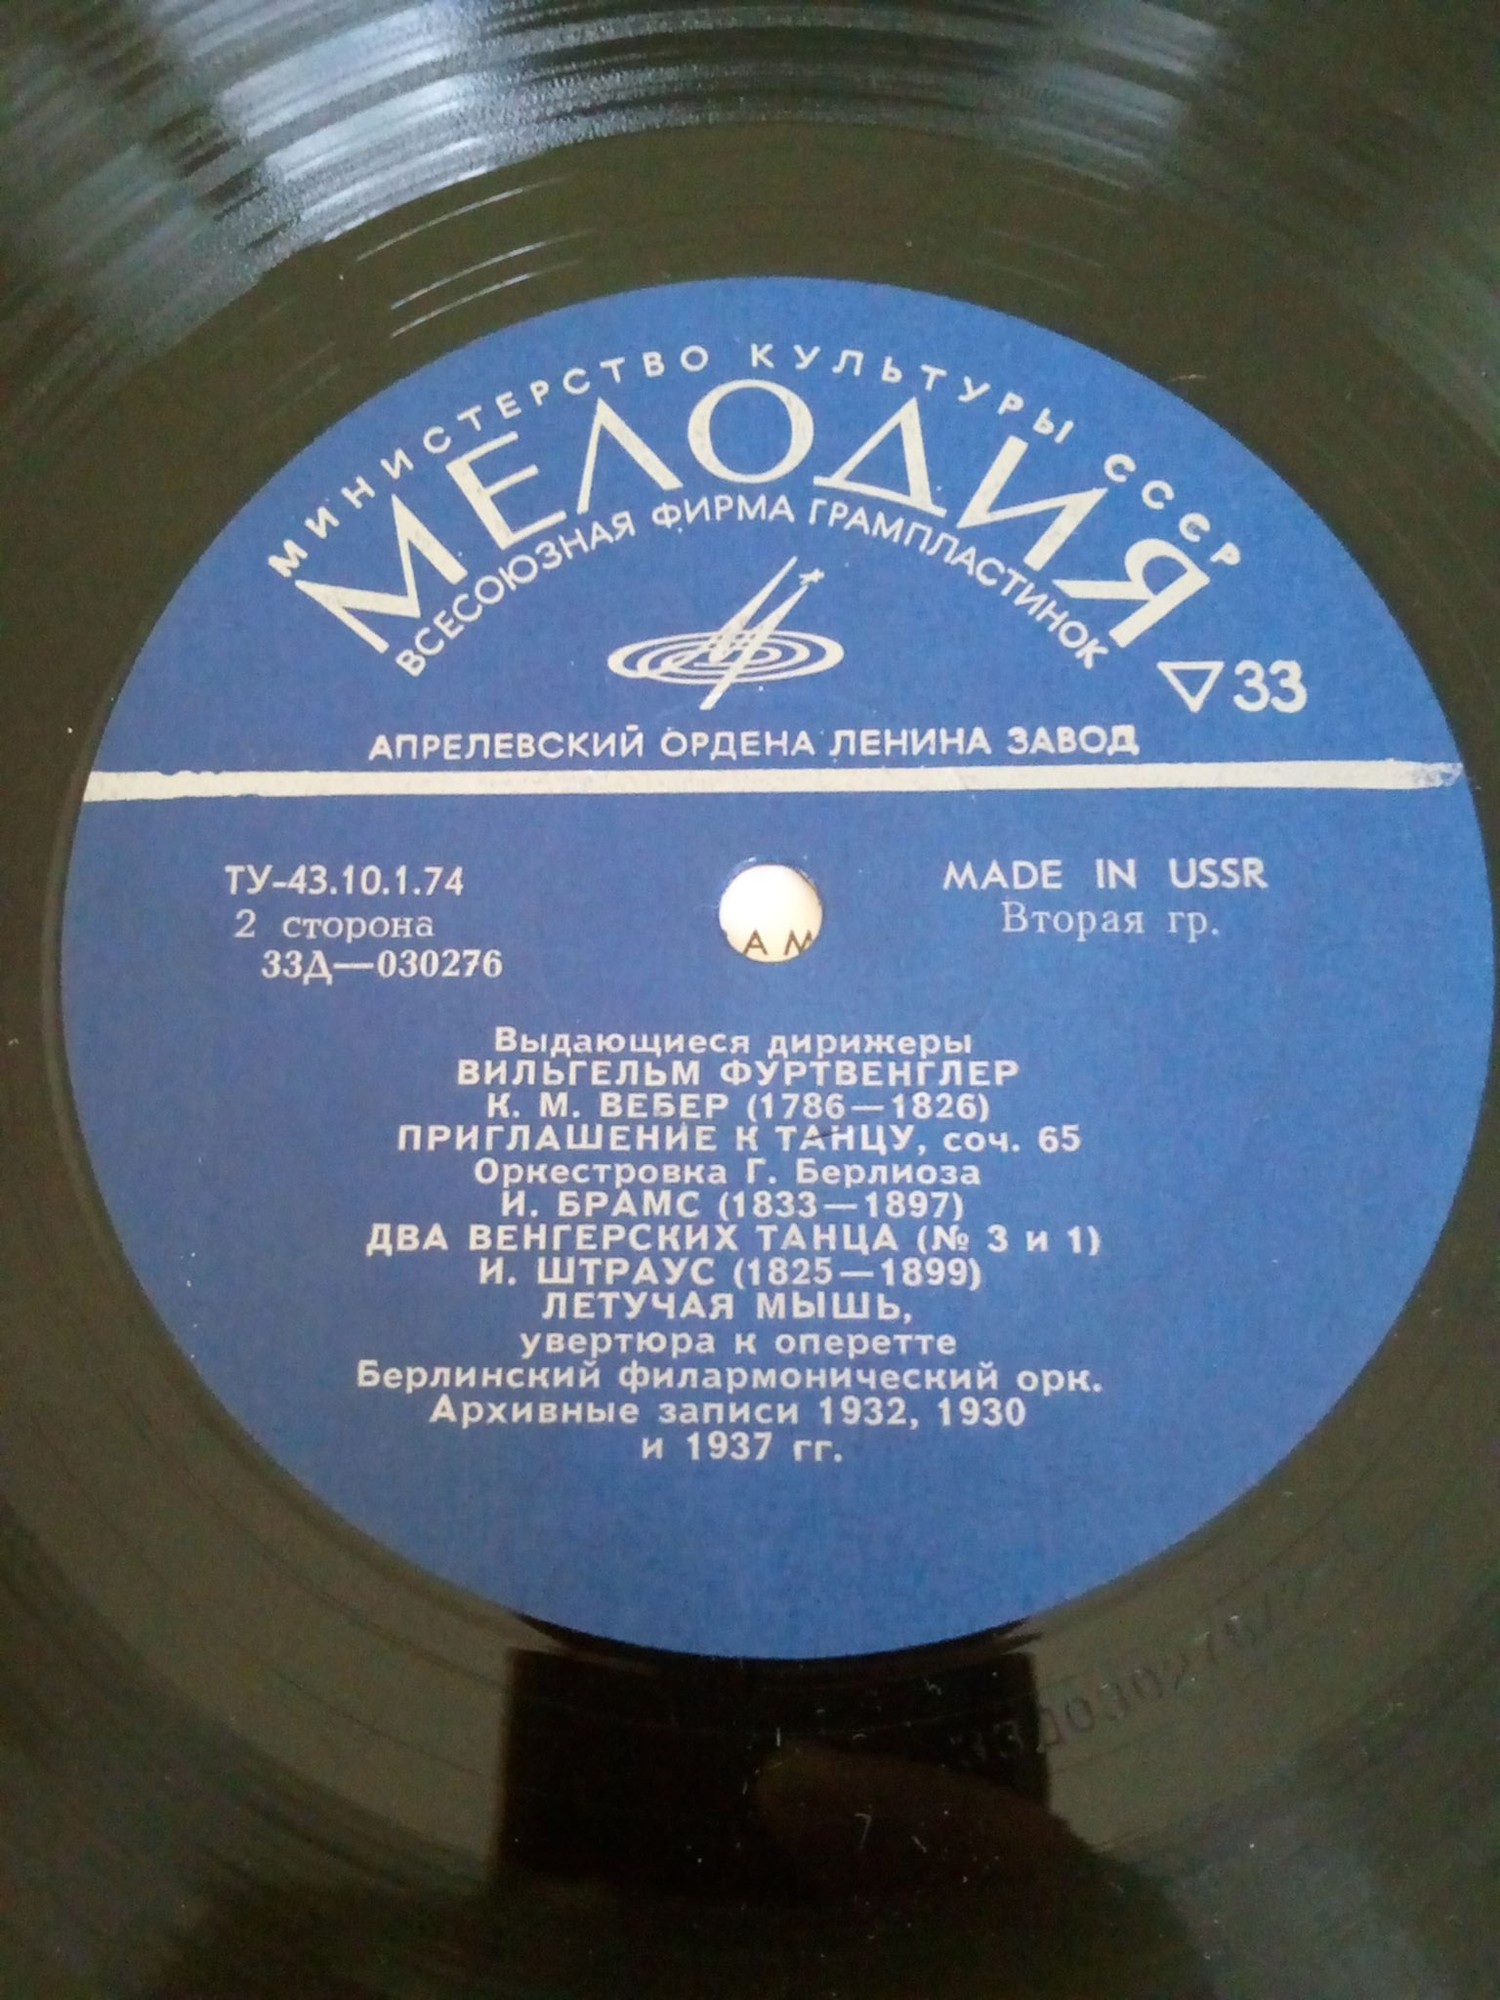 МИНИСТЕРСТВО КУЛЬТУРЫ СССР
МЕЛОДИЯ
ВСЕСОЮЗНАЯ ФИРМА ГРАМПЛАСТИНОК
▽33
АПРЕЛЕВСКИЙ ОРДЕНА ЛЕНИНА ЗАВОД
ТУ-43.10.1.74
2 сторона
33Д—030276
MADE IN USSR
Вторая гр.
АМ
Выдающиеся дирижеры
ВИЛЬГЕЛЬМ ФУРТВЕНГЛЕР
К. М. ВЕБЕР (1786—1826)
ПРИГЛАШЕНИЕ К ТАНЦУ, соч. 65
Оркестровка Г. Берлиоза
И. БРАМС (1833—1897)
ДВА ВЕНГЕРСКИХ ТАНЦА (№ 3 и 1)
И. ШТРАУС (1825—1899)
ЛЕТУЧАЯ МЫШЬ,
увертюра к оперетте
Берлинский филармонический орк.
Архивные записи 1932, 1930
и 1937 гг.